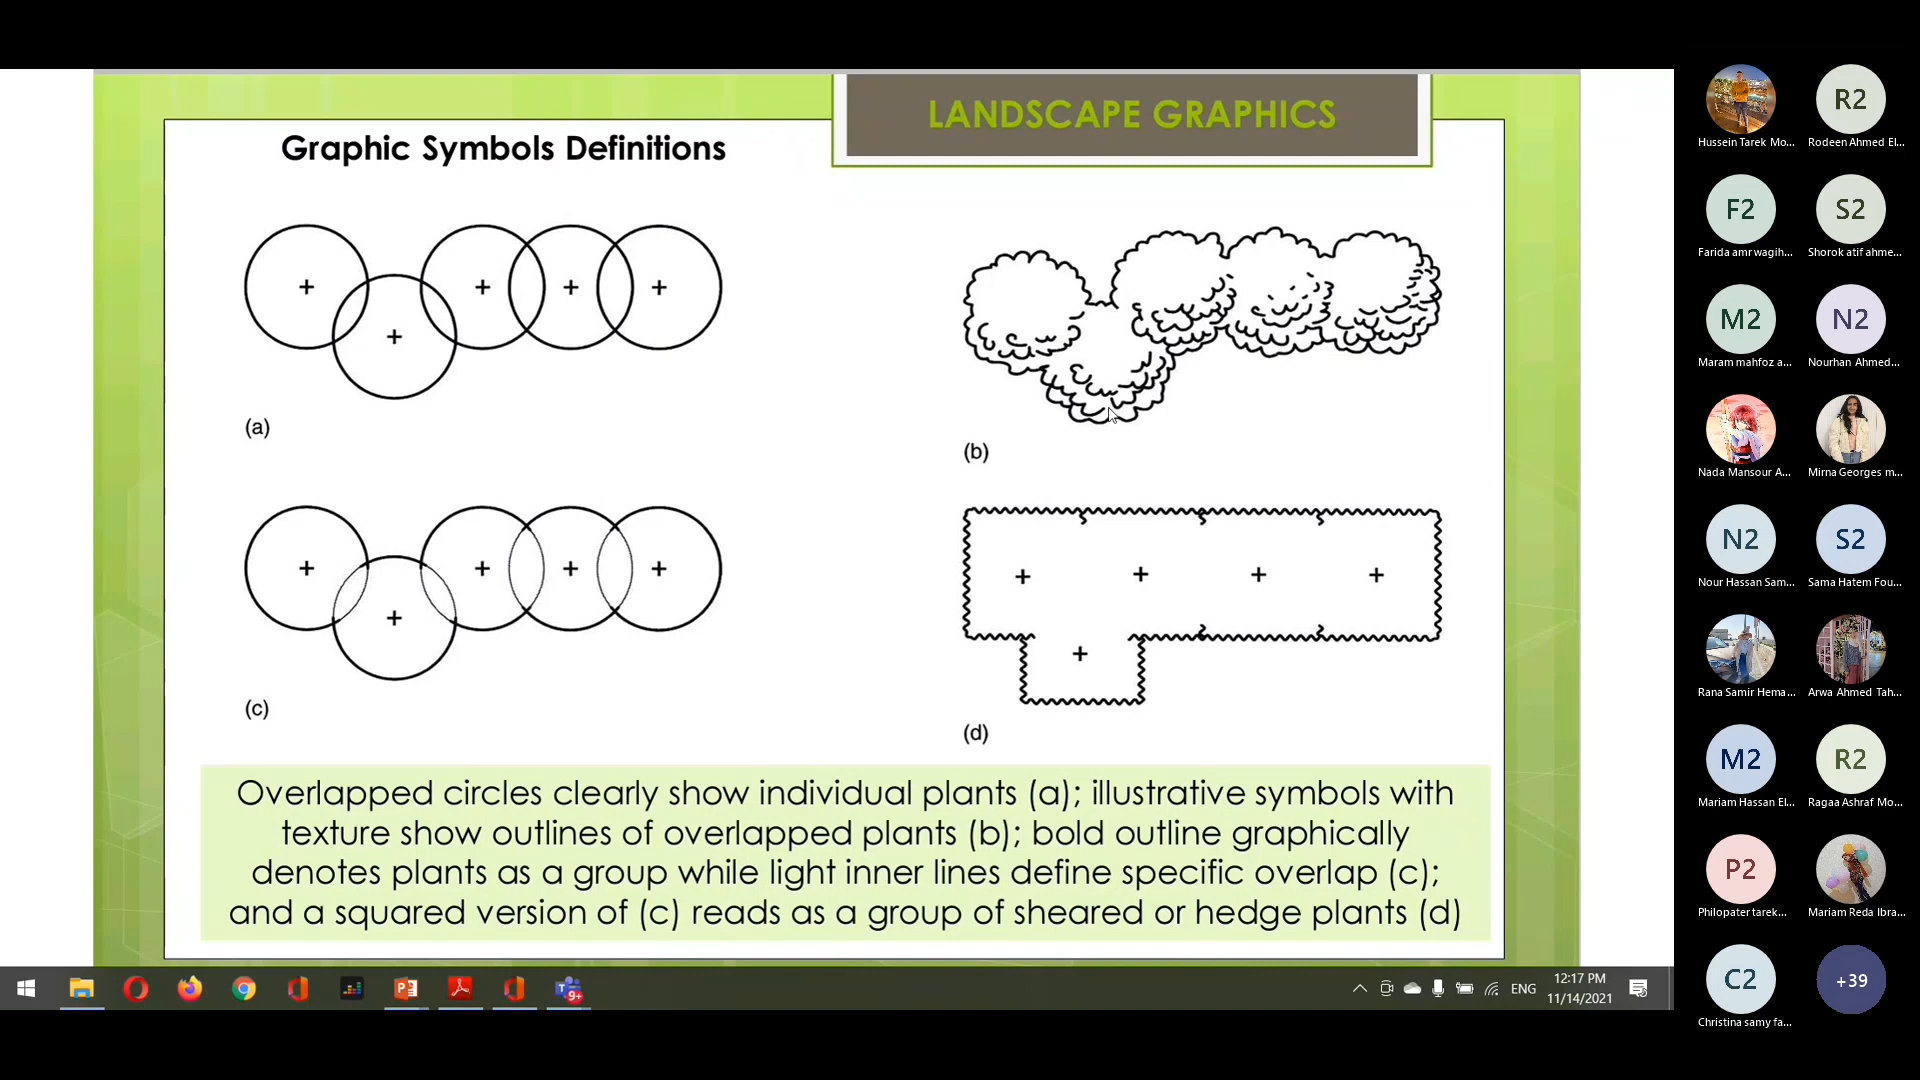 LANDSCAPE GRAPHICS
Graphic Symbols Definitions
(a)
(b)
(c)
(d)
Overlapped circles clearly show individual plants (a); illustrative symbols with
texture show outlines of overlapped plants (b); bold outline graphically
denotes plants as a group while light inner lines define specific overlap (c);
and a squared version of (c) reads as a group of sheared or hedge plants (d)
Hussein Tarek Mo...
R2
Rodeen Ahmed El...
F2
Farida amr wagih...
S2
Shorok atif ahme...
M2
Maram mahfoz a...
N2
Nourhan Ahmed...
Nada Mansour A...
Mirna Georges m...
N2
Nour Hassan Sam...
S2
Sama Hatem Fou...
Rana Samir Hema...
Arwa Ahmed Tah...
M2
Mariam Hassan El...
R2
Ragaa Ashraf Mo...
P2
Philopater tarek...
Mariam Reda Ibra...
C2
Christina samy fa...
+39
9+
ENG
12:17 PM
11/14/2021